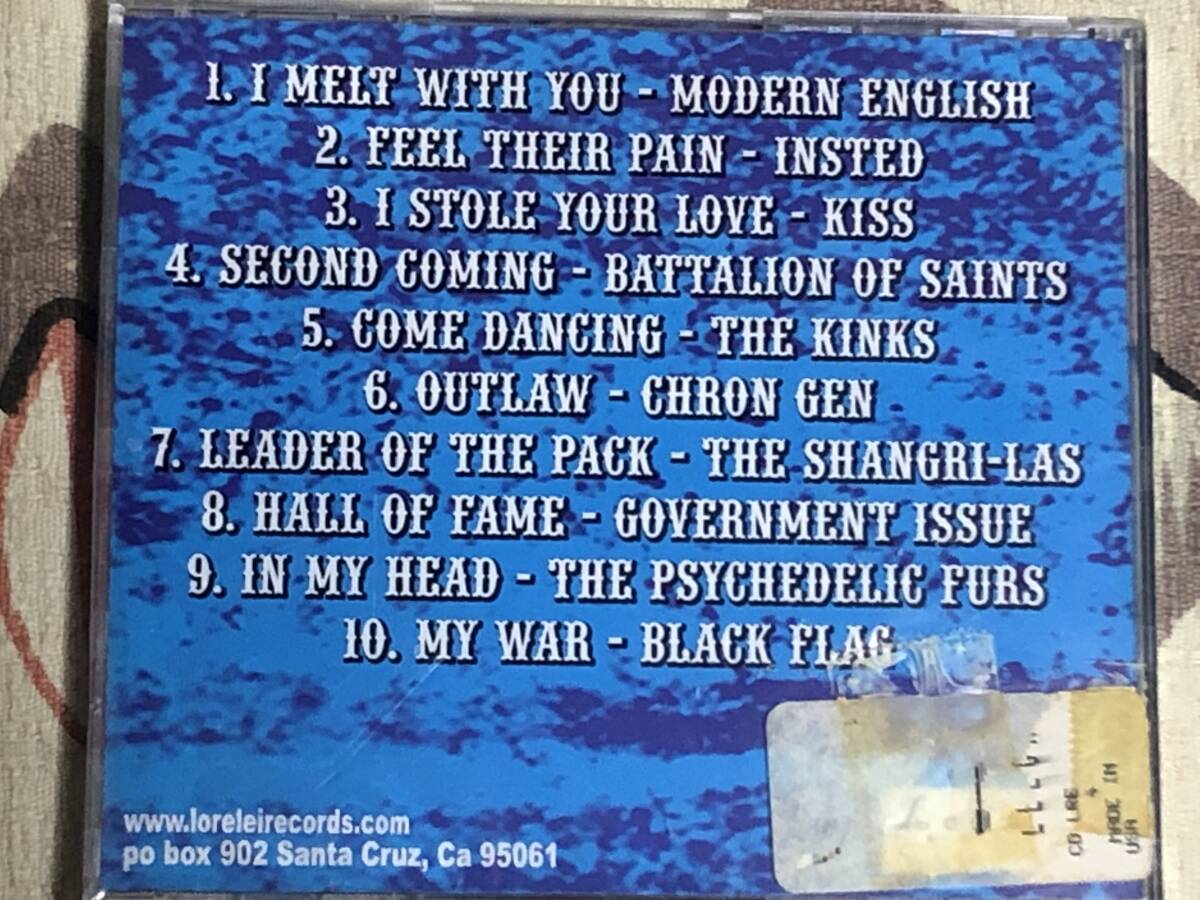 1. I MELT WITH YOU - MODERN ENGLISH
2. FEEL THEIR PAIN - INSTED
3. I STOLE YOUR LOVE - KISS
4. SECOND COMING - BATTALION OF SAINTS
5. COME DANCING - THE KINKS
6. OUTLAW - CHRON GEN
7. LEADER OF THE PACK - THE SHANGRI-LAS
8. HALL OF FAME - GOVERNMENT ISSUE
9. IN MY HEAD - THE PSYCHEDELIC FURS
10. MY WAR - BLACK FLAG
www.loreleirecords.com
po box 902 Santa Cruz, Ca 95061
CD LRE
4
MADE IN
USA